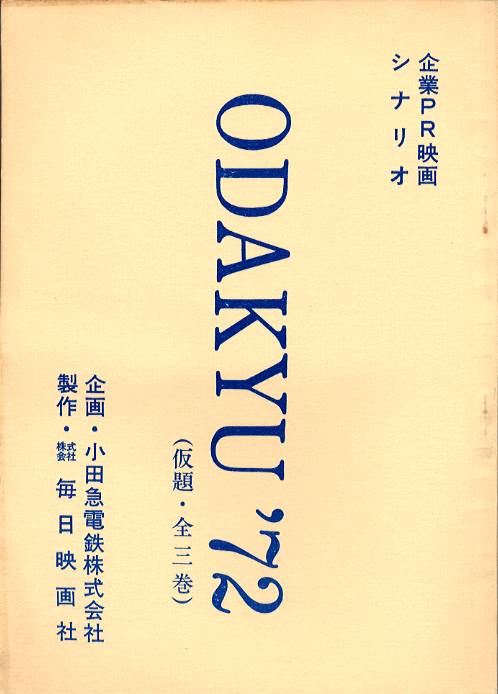 企業PR映画
シナリオ
ODAKYU '72
(仮題・全三巻)
企画・小田急電鉄株式会社
製作・株式会社毎日映画社